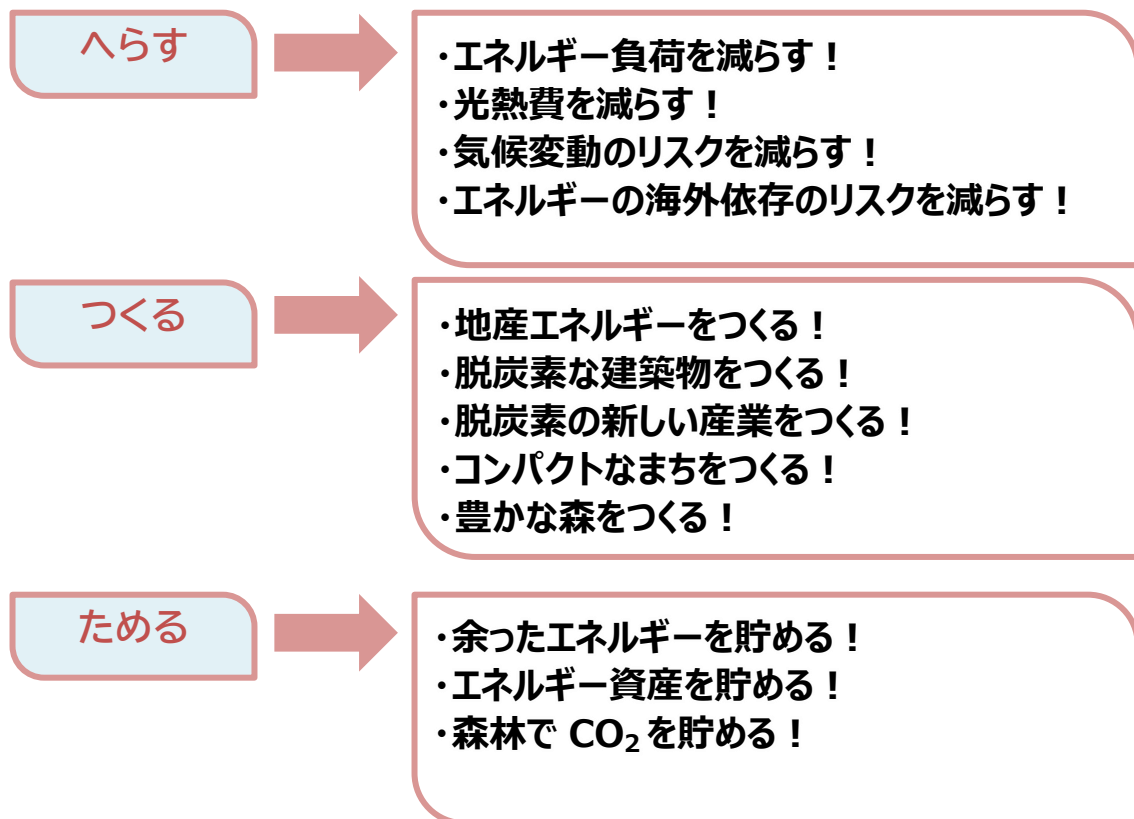 へらす
・エネルギー負荷を減らす！
・光熱費を減らす！
・気候変動のリスクを減らす！
・エネルギーの海外依存のリスクを減らす！
つくる
・地産エネルギーをつくる！
・脱炭素な建築物をつくる！
・脱炭素の新しい産業をつくる！
・コンパクトなまちをつくる！
・豊かな森をつくる！
ためる
・余ったエネルギーを貯める！
・エネルギー資産を貯める！
・森林で CO₂を貯める！